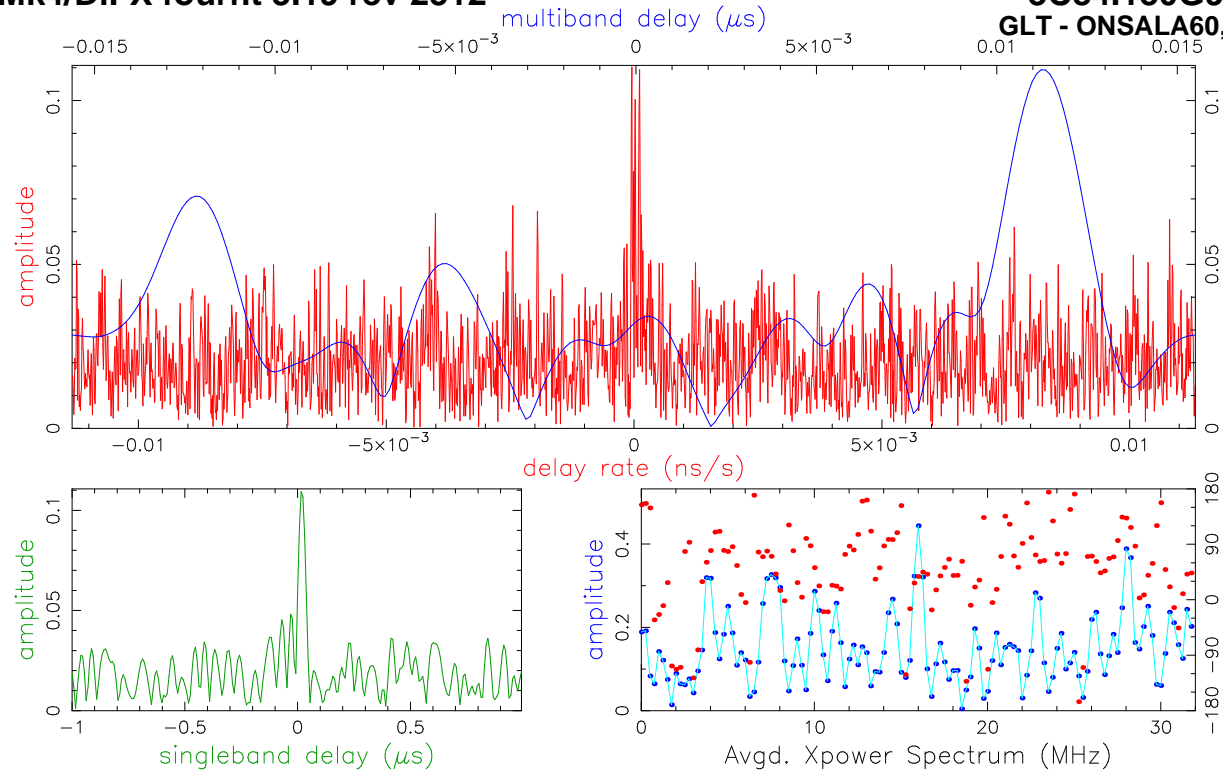 multiband delay (μs)
GLT - ONSALA60,
−0.015 −0.01 −5×10⁻³ 0 5×10⁻³ 0.01 0.015
amplitude
0 0.05 0.1
0 0.05 0.1
−0.01 −5×10⁻³ 0 5×10⁻³ 0.01
delay rate (ns/s)
amplitude
0 0.05 0.1
−1 −0.5 0 0.5
singleband delay (μs)
amplitude
0 0.2 0.4
−180 −90 0 90 180
0 10 20 30
Avgd. Xpower Spectrum (MHz)